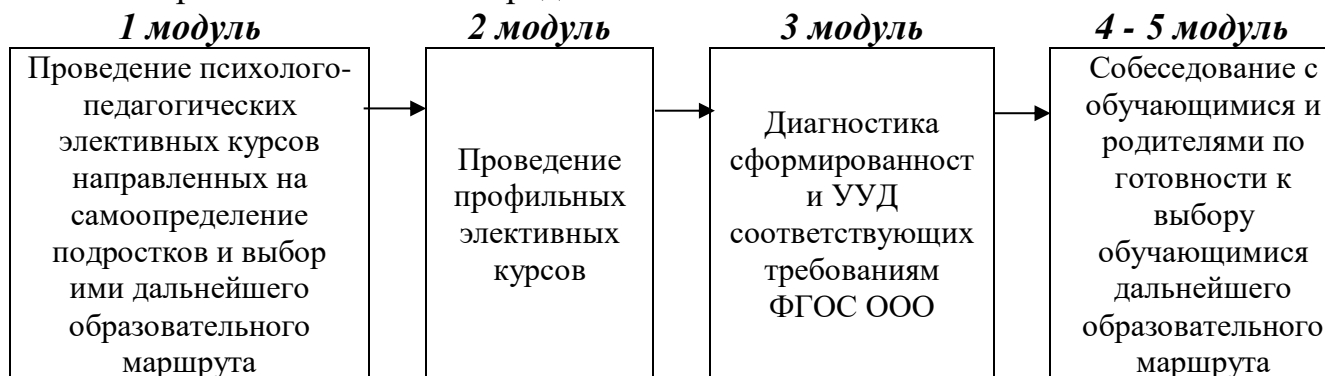 1 модуль
Проведение психолого-
педагогических
элективных курсов
направленных на
самоопределение
подростков и выбор
ими дальнейшего
образовательного
маршрута
2 модуль
Проведение
профильных
элективных
курсов
3 модуль
Диагностика
сформированност
и УУД
соответствующих
требованиям
ФГОС ООО
4 - 5 модуль
Собеседование с
обучающимися и
родителями по
готовности к
выбору
обучающимися
дальнейшего
образовательного
маршрута